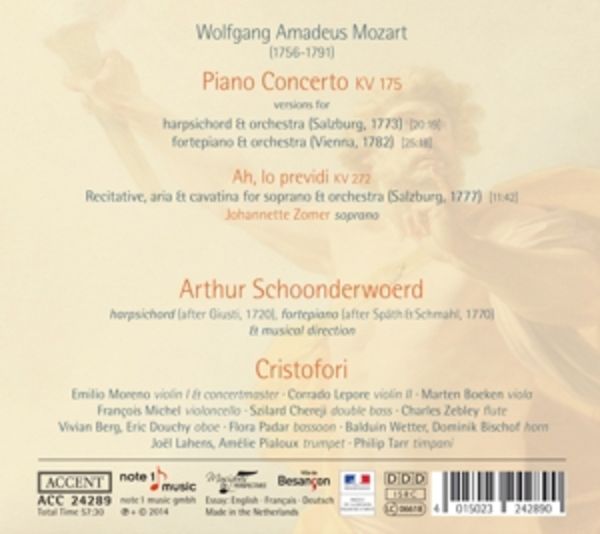 Wolfgang Amadeus Mozart
(1756-1791)
Piano Concerto KV 175
versions for
harpsichord & orchestra (Salzburg, 1773) [20:19]
fortepiano & orchestra (Vienna, 1782) [25:18]
Ah, lo previdi KV 272
Recitative, aria & cavatina for soprano & orchestra (Salzburg, 1777) [11:42]
Johannette Zomer soprano
Arthur Schoonderwoerd
harpsichord (after Giusti, 1720), fortepiano (after Späth & Schmahl, 1770)
& musical direction
Cristofori
Emilio Moreno violin I & concertmaster · Corrado Lepore violin II · Marten Boeken viola
François Michel violoncello · Szilard Chereji double bass · Charles Zebley flute
Vivian Berg, Eric Douchy oboe · Flora Padar bassoon · Balduin Wetter, Dominik Bischof horn
Joël Lahens, Amélie Pialoux trumpet · Philip Tarr timpani
ACCENT
ACC 24289
Total Time 57:30
note 1 music
note 1 music gmbh
℗ + © 2014
Essay: English · Français · Deutsch
Made in the Netherlands
Ville de
Besançon
DDD
ISRC
LC 06618
4 015023 242890